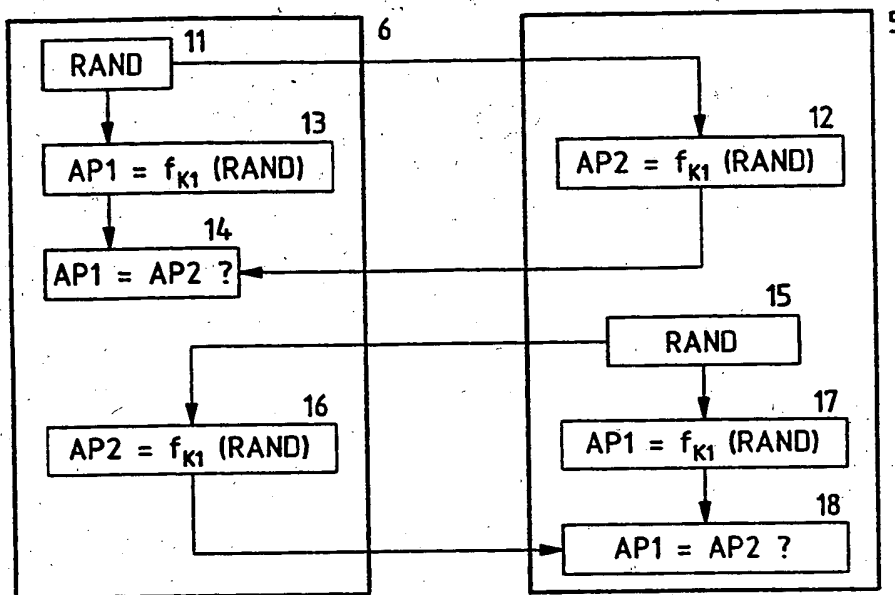 6
5
11
RAND
13
AP1 = fK1 (RAND)
12
AP2 = fK1 (RAND)
14
AP1 = AP2 ?
15
RAND
16
AP2 = fK1 (RAND)
17
AP1 = fK1 (RAND)
18
AP1 = AP2 ?